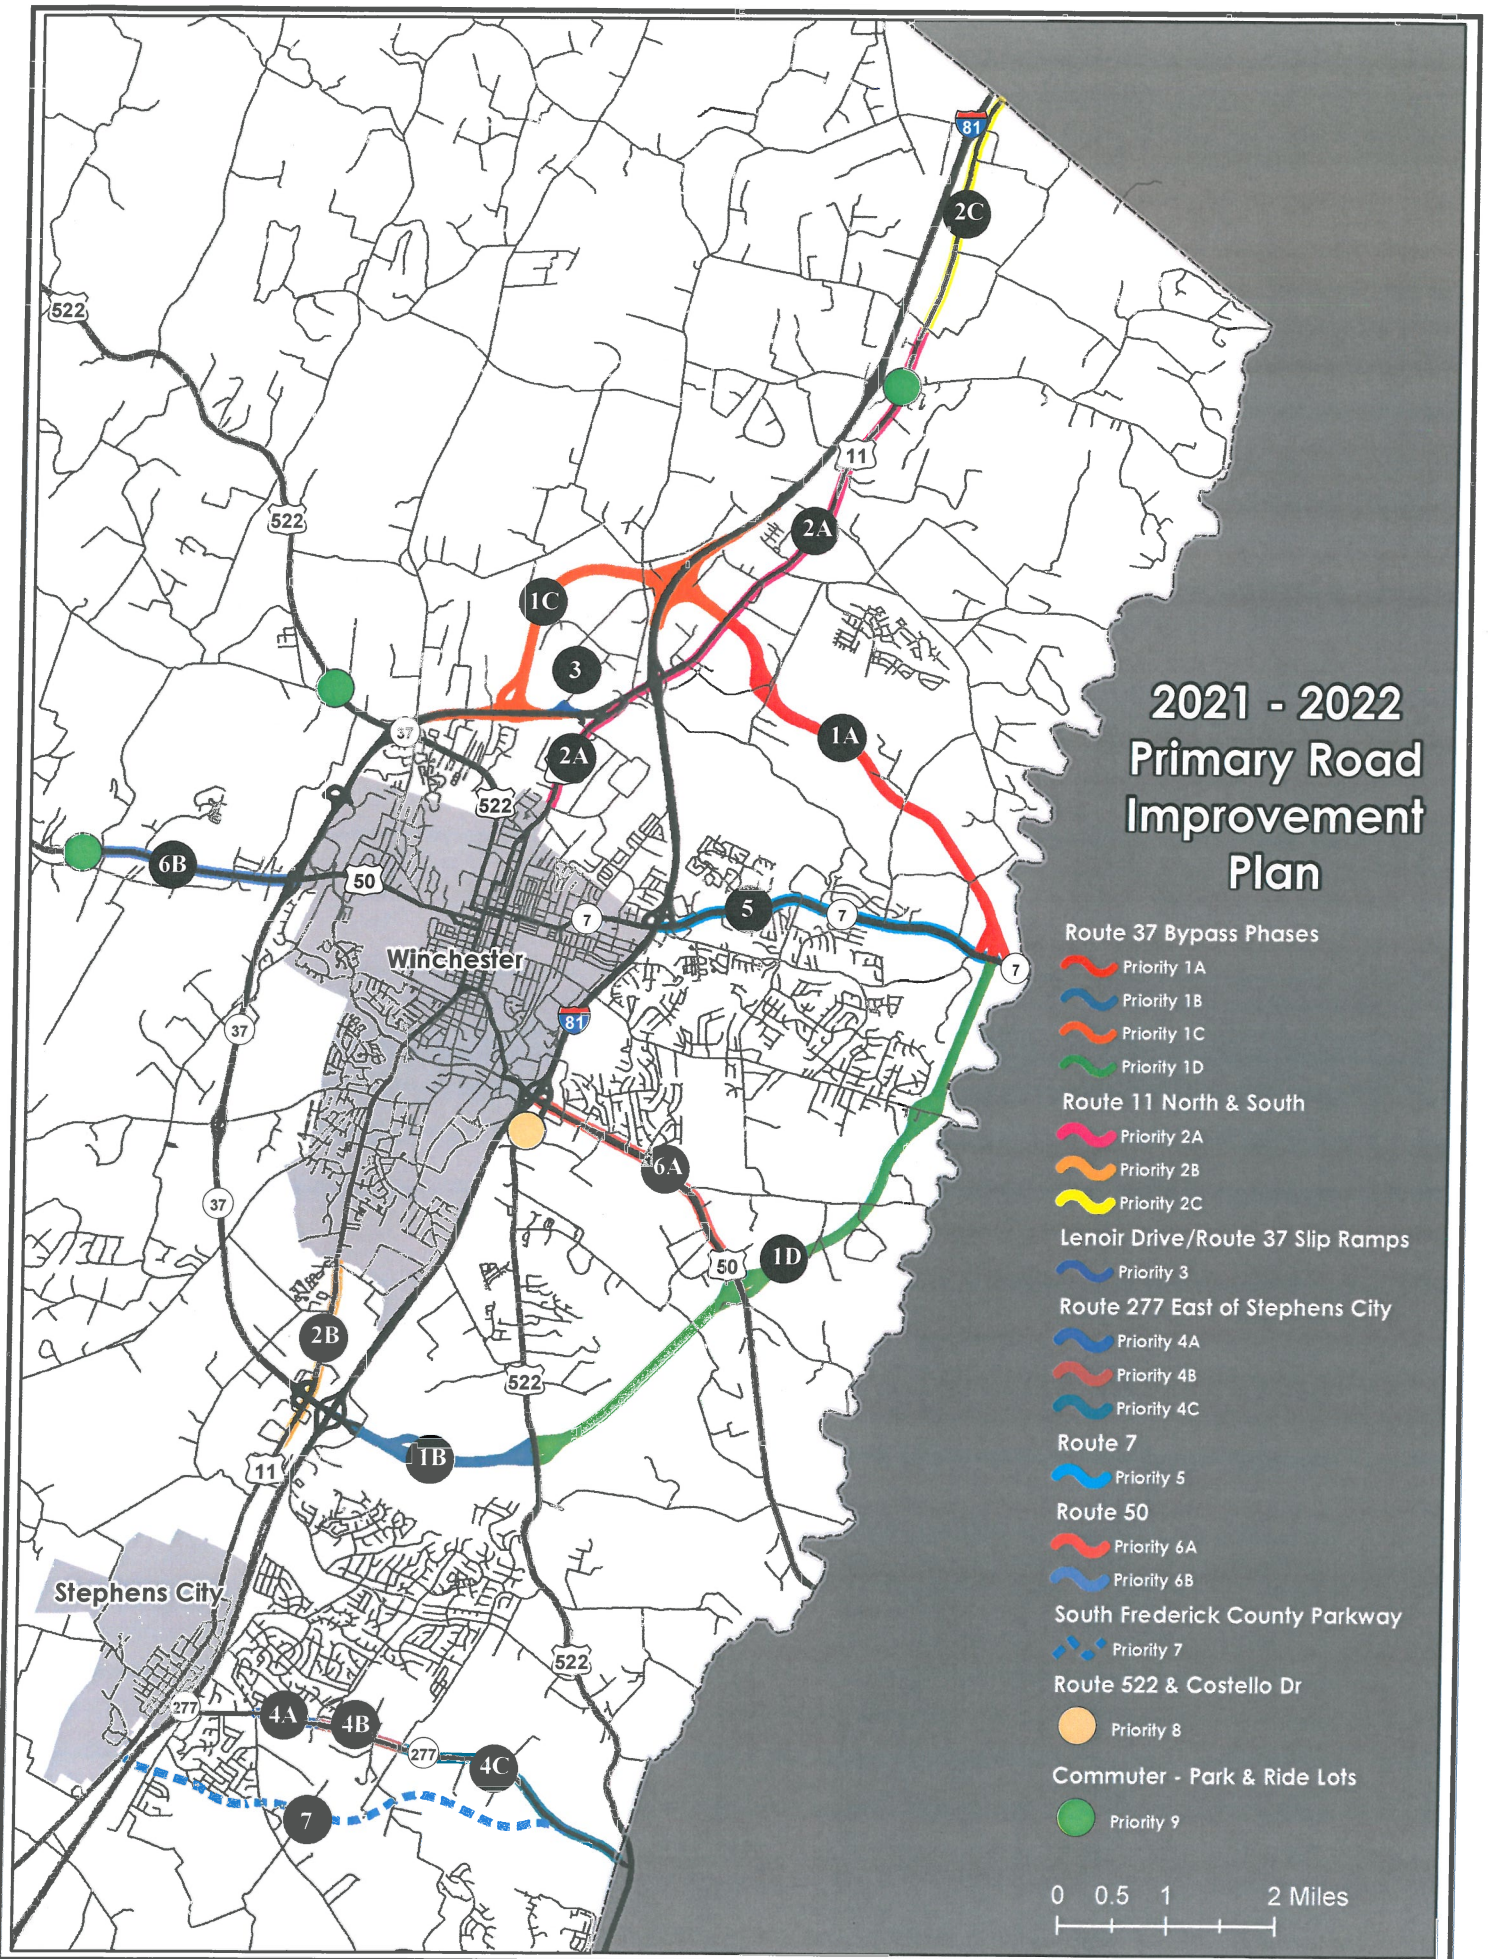 81
2C
522
11
522
2A
1C
3
37
1A
2A
522
6B
50
5
7
7
Winchester
7
37
81
6A
37
50
1D
2B
522
1B
11
Stephens City
522
277
4A
4B
277
4C
7
2021 - 2022
Primary Road
Improvement
Plan
Route 37 Bypass Phases
Priority 1A
Priority 1B
Priority 1C
Priority 1D
Route 11 North & South
Priority 2A
Priority 2B
Priority 2C
Lenoir Drive/Route 37 Slip Ramps
Priority 3
Route 277 East of Stephens City
Priority 4A
Priority 4B
Priority 4C
Route 7
Priority 5
Route 50
Priority 6A
Priority 6B
South Frederick County Parkway
Priority 7
Route 522 & Costello Dr
Priority 8
Commuter - Park & Ride Lots
Priority 9
0 0.5 1 2 Miles